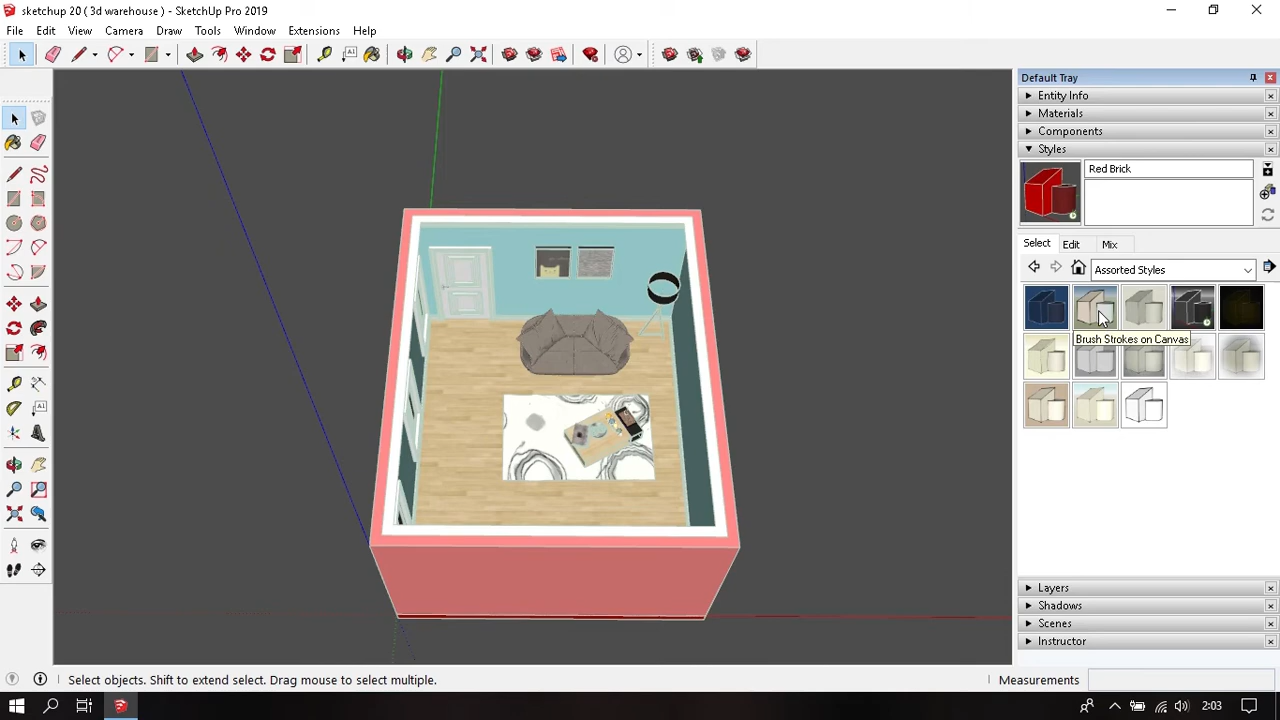 sketchup 20 ( 3d warehouse ) - SketchUp Pro 2019
File Edit View Camera Draw Tools Window Extensions Help
Default Tray
Entity Info
Materials
Components
Styles
Red Brick
Select Edit Mix
Assorted Styles
Brush Strokes on Canvas
Layers
Shadows
Scenes
Instructor
Select objects. Shift to extend select. Drag mouse to select multiple.
Measurements
2:03